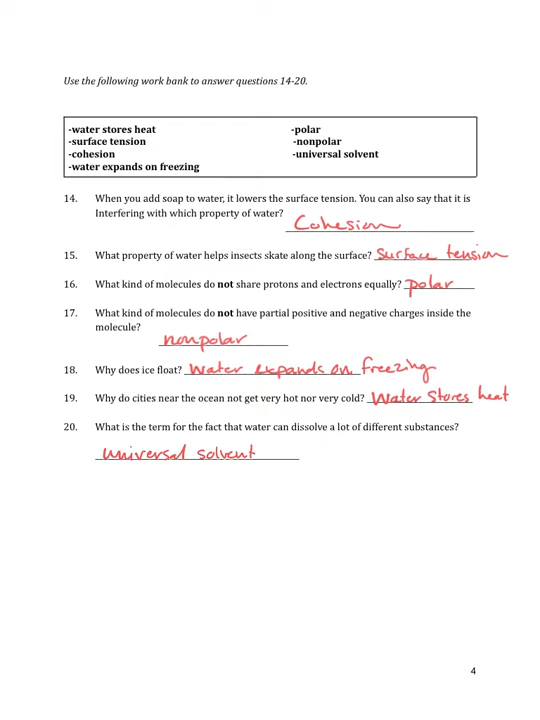 Use the following work bank to answer questions 14-20.
-water stores heat
-surface tension
-cohesion
-water expands on freezing
-polar
-nonpolar
-universal solvent
14. When you add soap to water, it lowers the surface tension. You can also say that it is
Interfering with which property of water?
Cohesion
15. What property of water helps insects skate along the surface? Surface tension
16. What kind of molecules do not share protons and electrons equally? polar
17. What kind of molecules do not have partial positive and negative charges inside the
molecule?
nonpolar
18. Why does ice float? Water expands on freezing
19. Why do cities near the ocean not get very hot nor very cold? Water Stores heat
20. What is the term for the fact that water can dissolve a lot of different substances?
universal solvent
4